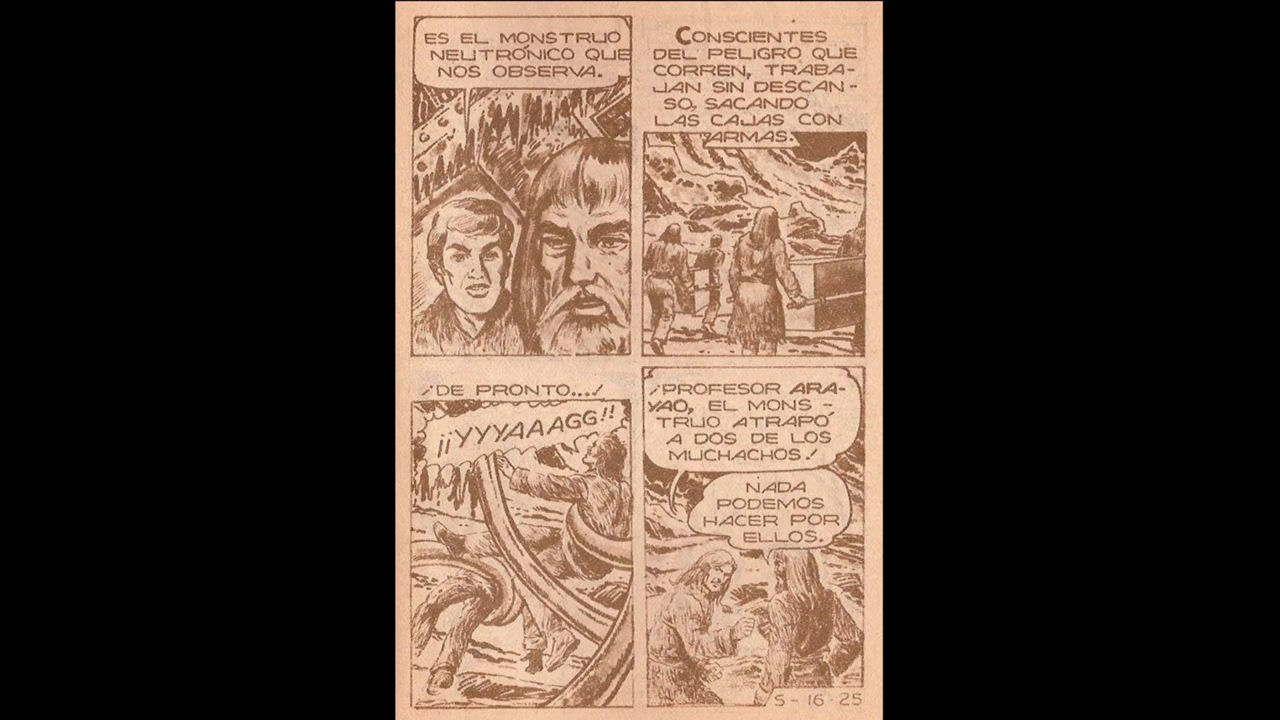 ES EL MONSTRUO
NEUTRÓNICO QUE
NOS OBSERVA.
CONSCIENTES
DEL PELIGRO QUE
CORREN, TRABA-
JAN SIN DESCAN-
SO, SACANDO
LAS CAJAS CON
ARMAS.
¡DE PRONTO...!
¡¡YYYAAAGG!!
¡PROFESOR ARA-
YAO, EL MONS-
TRUO ATRAPÓ
A DOS DE LOS
MUCHACHOS!
NADA
PODEMOS
HACER POR
ELLOS.
S-16-25